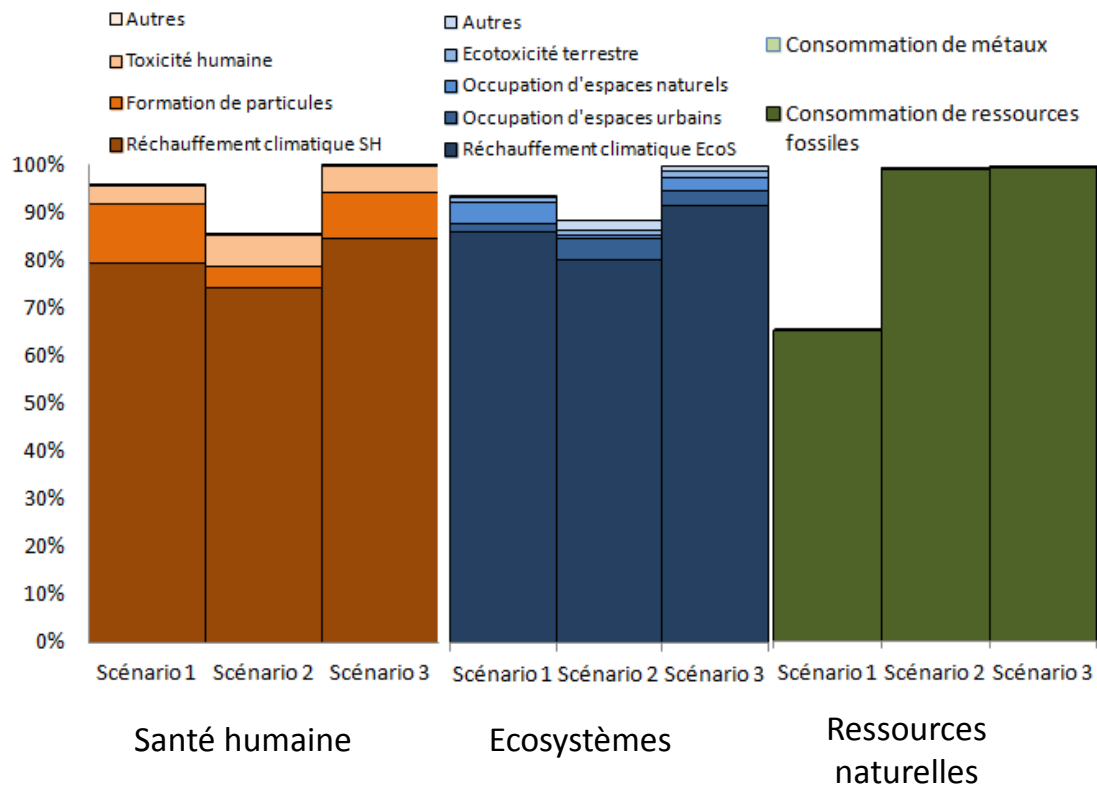 Autres
Toxicité humaine
Formation de particules
Réchauffement climatique SH
Autres
Ecotoxicité terrestre
Occupation d'espaces naturels
Occupation d'espaces urbains
Réchauffement climatique EcoS
Consommation de métaux
Consommation de ressources
fossiles
100%
90%
80%
70%
60%
50%
40%
30%
20%
10%
0%
Scénario 1
Scénario 2
Scénario 3
Scénario 1
Scénario 2
Scénario 3
Scénario 1
Scénario 2
Scénario 3
Santé humaine
Ecosystèmes
Ressources
naturelles